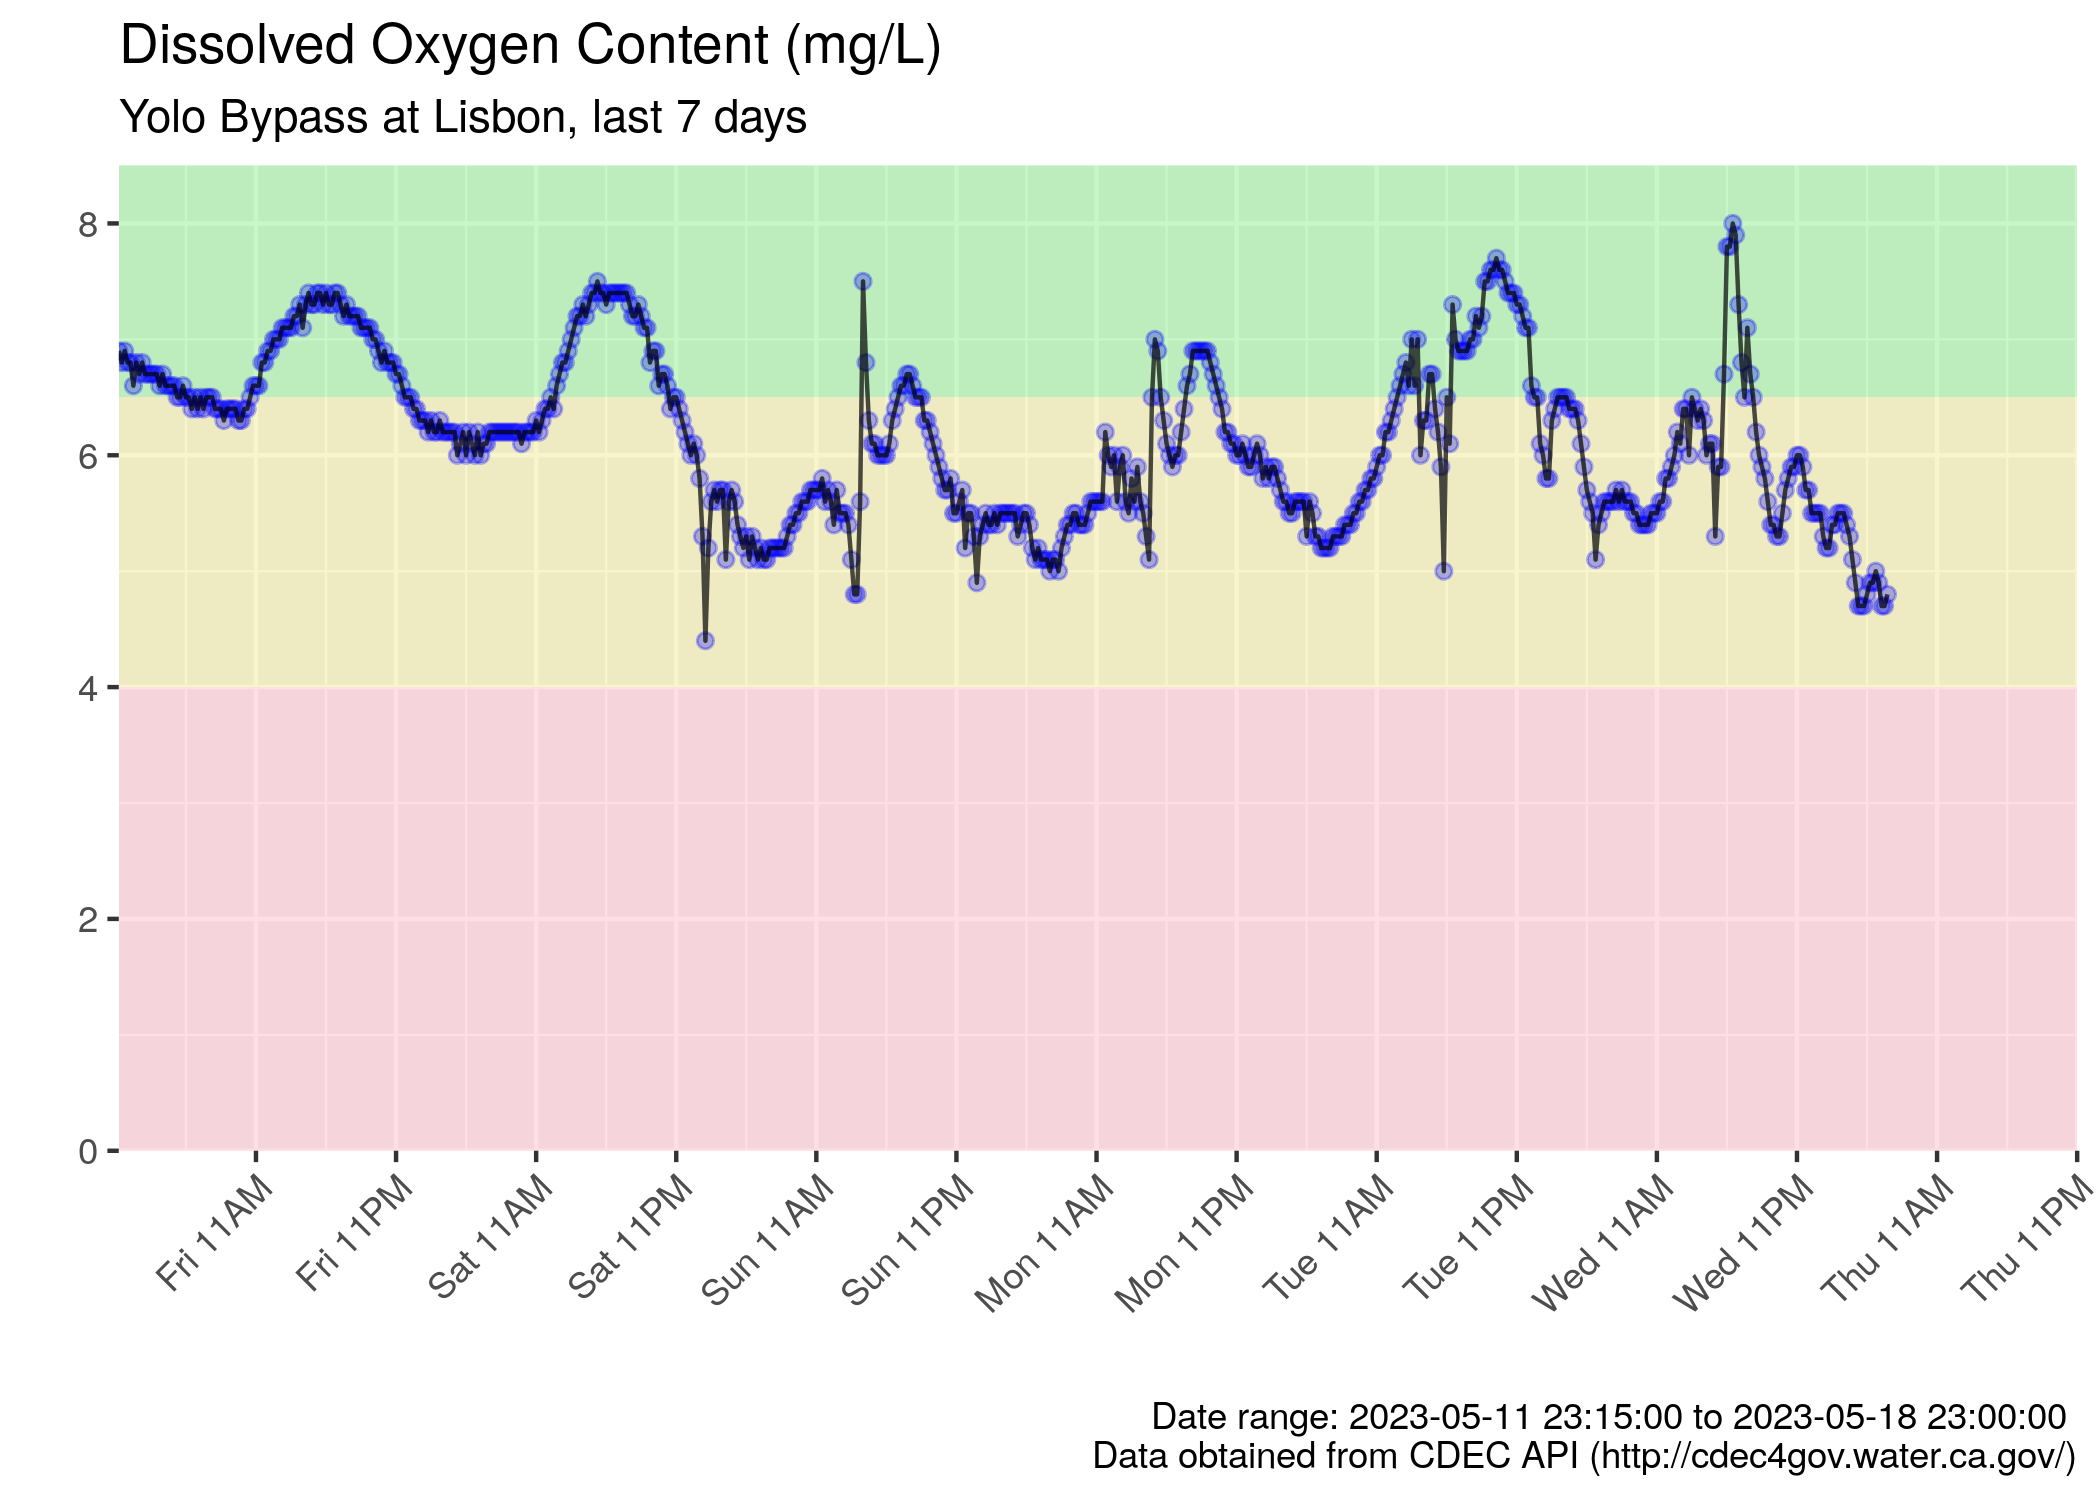 Dissolved Oxygen Content (mg/L)
Yolo Bypass at Lisbon, last 7 days
8
6
4
2
0
Fri 11AM
Fri 11PM
Sat 11AM
Sat 11PM
Sun 11AM
Sun 11PM
Mon 11AM
Mon 11PM
Tue 11AM
Tue 11PM
Wed 11AM
Wed 11PM
Thu 11AM
Thu 11PM
Date range: 2023-05-11 23:15:00 to 2023-05-18 23:00:00
Data obtained from CDEC API (http://cdec4gov.water.ca.gov/)